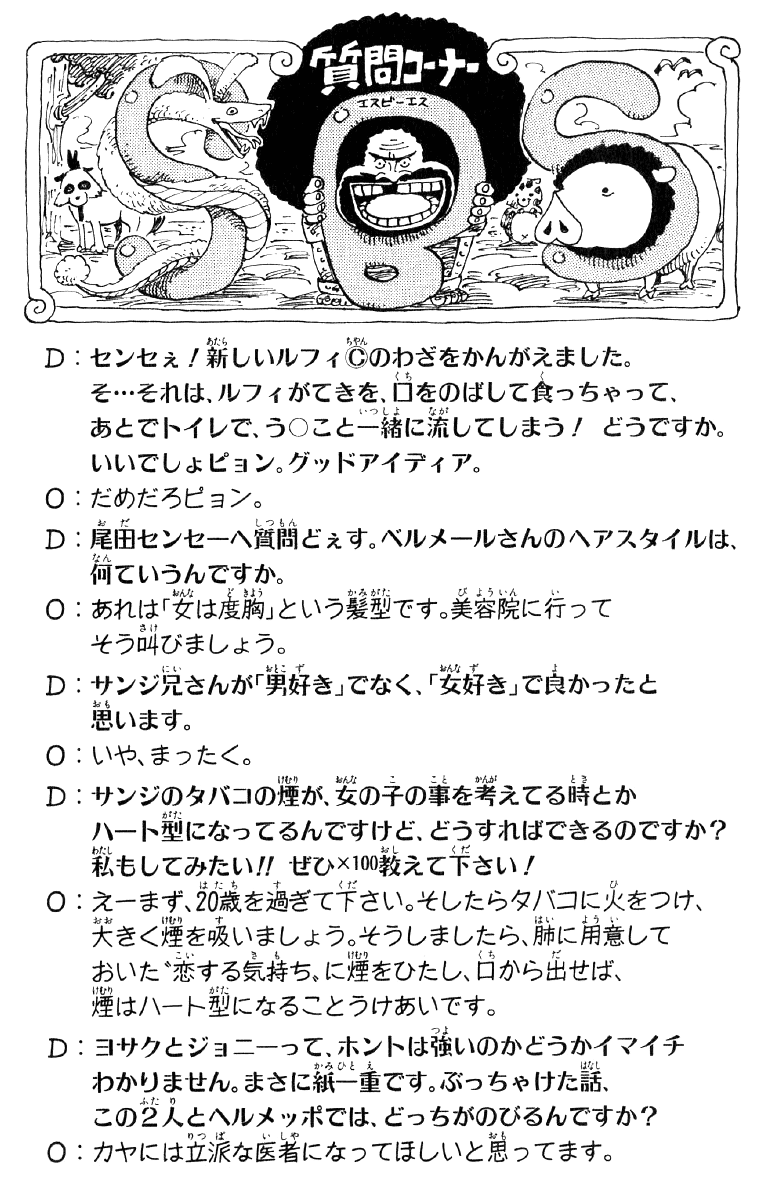 質問コーナー
エスビーエス
SBS
D：センセぇ！新しいルフィⒸのわざをかんがえました。
そ…それは、ルフィがてきを、口をのばして食っちゃって、
あとでトイレで、う○こと一緒に流してしまう！ どうですか。
いいでしょピョン。グッドアイディア。
O：だめだろピョン。
D：尾田センセーへ質問どぇす。ベルメールさんのヘアスタイルは、
何ていうんですか。
O：あれは「女は度胸」という髪型です。美容院に行って
そう叫びましょう。
D：サンジ兄さんが「男好き」でなく、「女好き」で良かったと
思います。
O：いや、まったく。
D：サンジのタバコの煙が、女の子の事を考えてる時とか
ハート型になってるんですけど、どうすればできるのですか？
私もしてみたい!! ぜひ×100教えて下さい！
O：えーまず、20歳を過ぎて下さい。そしたらタバコに火をつけ、
大きく煙を吸いましょう。そうしましたら、肺に用意して
おいた〝恋する気持ち〟に煙をひたし、口から出せば、
煙はハート型になることうけあいです。
D：ヨサクとジョニーって、ホントは強いのかどうかイマイチ
わかりません。まさに紙一重です。ぶっちゃけた話、
この2人とヘルメッポでは、どっちがのびるんですか？
O：カヤには立派な医者になってほしいと思ってます。